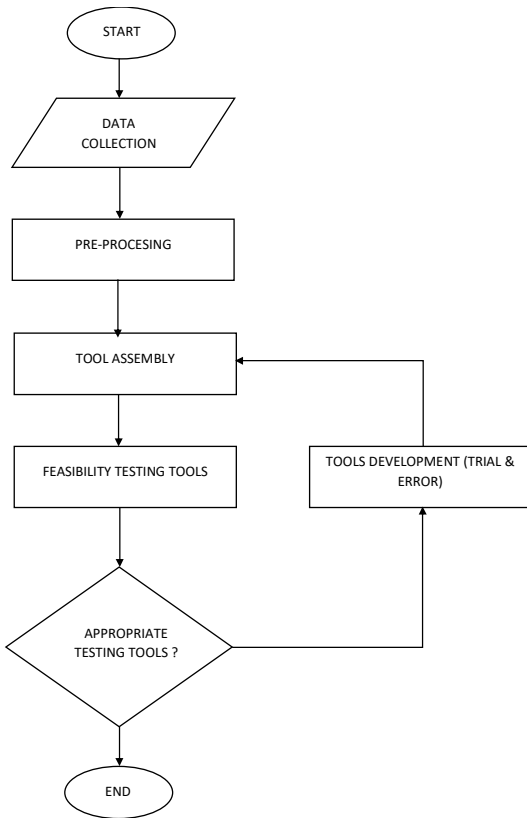 START
DATA
COLLECTION
PRE-PROCESING
TOOL ASSEMBLY
FEASIBILITY TESTING TOOLS
TOOLS DEVELOPMENT (TRIAL &
ERROR)
APPROPRIATE
TESTING TOOLS ?
END